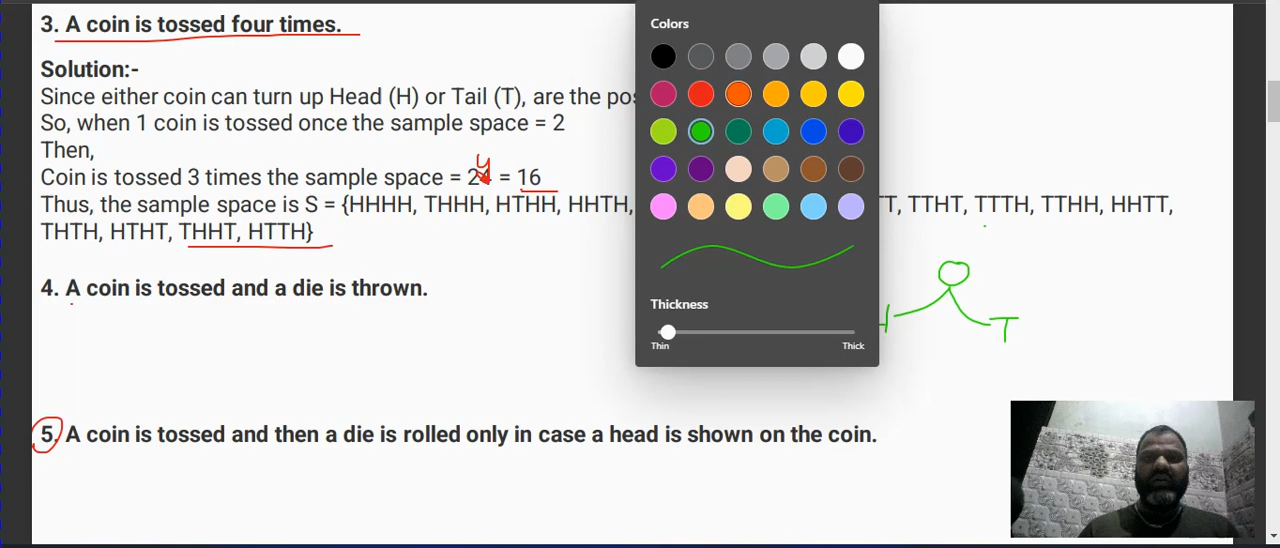 3. A coin is tossed four times.
Solution:-
Since either coin can turn up Head (H) or Tail (T), are the
So, when 1 coin is tossed once the sample space = 2
Then,
Coin is tossed 3 times the sample space = 24 = 16
4
Thus, the sample space is S = {HHHH, THHH, HTHH, HHTH, TTHT, TTTH, TTHH, HHTT,
THTH, HTHT, THHT, HTTH}
4. A coin is tossed and a die is thrown.
T
5. A coin is tossed and then a die is rolled only in case a head is shown on the coin.
Colors
Thickness
Thin Thick